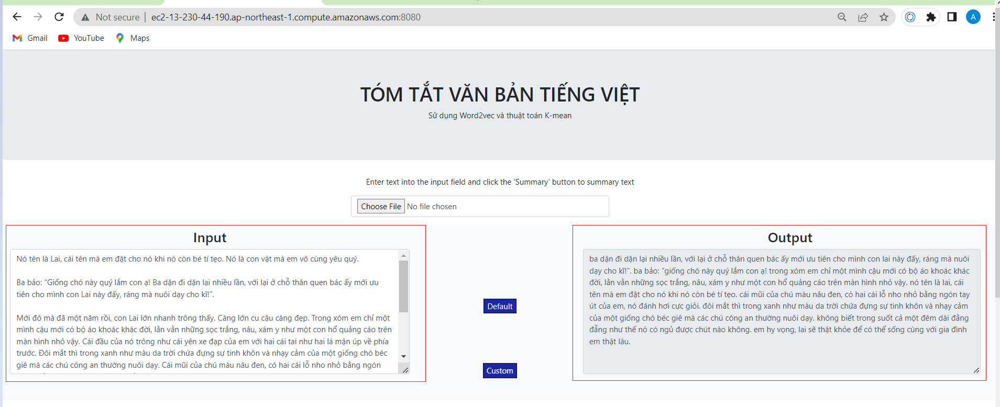 Not secure | ec2-13-230-44-190.ap-northeast-1.compute.amazonaws.com:8080
A
Gmail YouTube Maps
TÓM TẮT VĂN BẢN TIẾNG VIỆT
Sử dụng Word2vec và thuật toán K-mean
Enter text into the input field and click the 'Summary' button to summary text
Choose File No file chosen
Input
Nó tên là Lai, cái tên mà em đặt cho nó khi nó còn bé tí tẹo. Nó là con vật mà em vô cùng yêu quý.
Ba bảo: “Giống chó này quý lắm con ạ! Ba dặn đi dặn lại nhiều lần, với lại ở chỗ thân quen bác ấy mới ưu
tiên cho mình con Lai này đấy, ráng mà nuôi dạy cho kĩ!”.
Mới đó mà đã một năm rồi, con Lai lớn nhanh trông thấy. Càng lớn cu cậu càng đẹp. Trong xóm em chỉ một
mình cậu mới có bộ áo khoác khác đời, lằn vằn những sọc trắng, nâu, xám y như một con hổ quảng cáo trên
màn hình nhỏ vậy. Cái đầu của nó trông như cái yên xe đạp của em với hai cái tai như hai lá mận úp về phía
trước. Đôi mắt thì trong xanh như màu da trời chứa đựng sự tinh khôn và nhạy cảm của một giống chó béc
giê mà các chú công an thường nuôi dạy. Cái mũi của chú màu nâu đen, có hai cái lỗ nho nhỏ bằng ngón
Default
Custom
Output
ba dặn đi dặn lại nhiều lần, với lại ở chỗ thân quen bác ấy mới ưu tiên cho mình con lai này đấy, ráng mà nuôi
dạy cho kĩ!”. ba bảo: “giống chó này quý lắm con ạ! trong xóm em chỉ một mình cậu mới có bộ áo khoác khác
đời, lằn vằn những sọc trắng, nâu, xám y như một con hổ quảng cáo trên màn hình nhỏ vậy. nó tên là lai, cái
tên mà em đặt cho nó khi nó còn bé tí tẹo. cái mũi của chú màu nâu đen, có hai cái lỗ nho nhỏ bằng ngón tay
út của em, nó đánh hơi cực giỏi. đôi mắt thì trong xanh như màu da trời chứa đựng sự tinh khôn và nhạy cảm
của một giống chó béc giê mà các chú công an thường nuôi dạy. không biết trong suốt cả một đêm dài đằng
đẵng như thế nó có ngủ được chút nào không. em hy vọng, lai sẽ thật khỏe để có thể sống cùng với gia đình
em thật lâu.